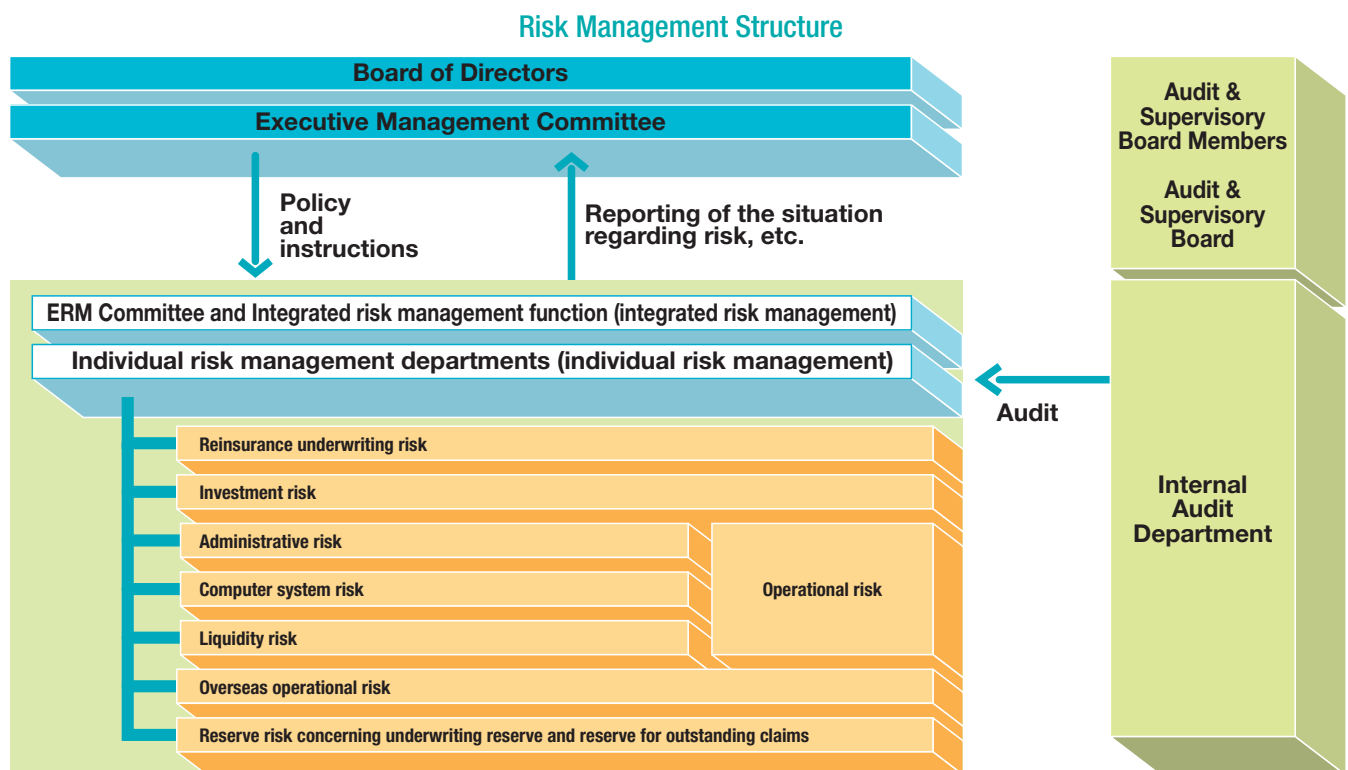 Risk Management Structure
Board of Directors
Executive Management Committee
Policy
and
instructions
Reporting of the situation
regarding risk, etc.
ERM Committee and Integrated risk management function (integrated risk management)
Individual risk management departments (individual risk management)
Reinsurance underwriting risk
Investment risk
Administrative risk
Computer system risk
Liquidity risk
Operational risk
Overseas operational risk
Reserve risk concerning underwriting reserve and reserve for outstanding claims
Audit
Audit &
Supervisory
Board Members
Audit &
Supervisory
Board
Internal
Audit
Department